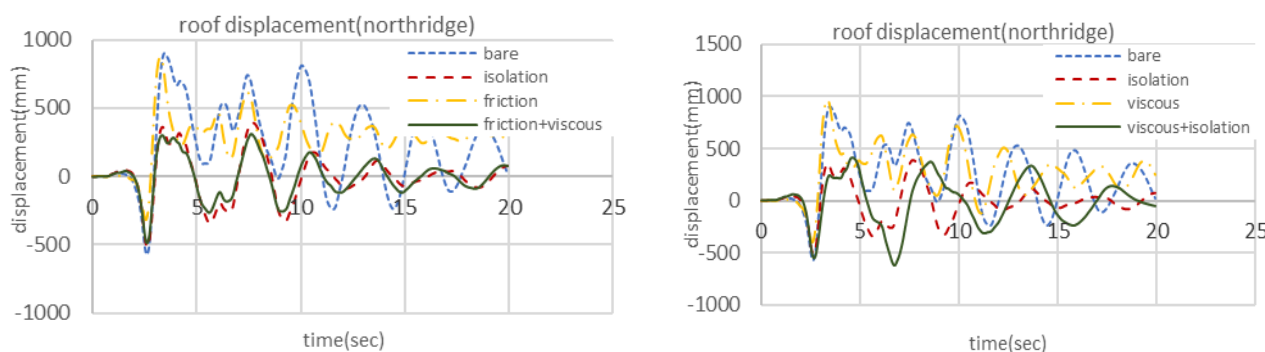 roof displacement(northridge)
1000
500
0
-500
-1000
0
5
10
15
20
25
displacement(mm)
time(sec)
bare
isolation
friction
friction+viscous
roof displacement(northridge)
1500
1000
500
0
-500
-1000
0
5
10
15
20
25
displacement(mm)
time(sec)
bare
isolation
viscous
viscous+isolation